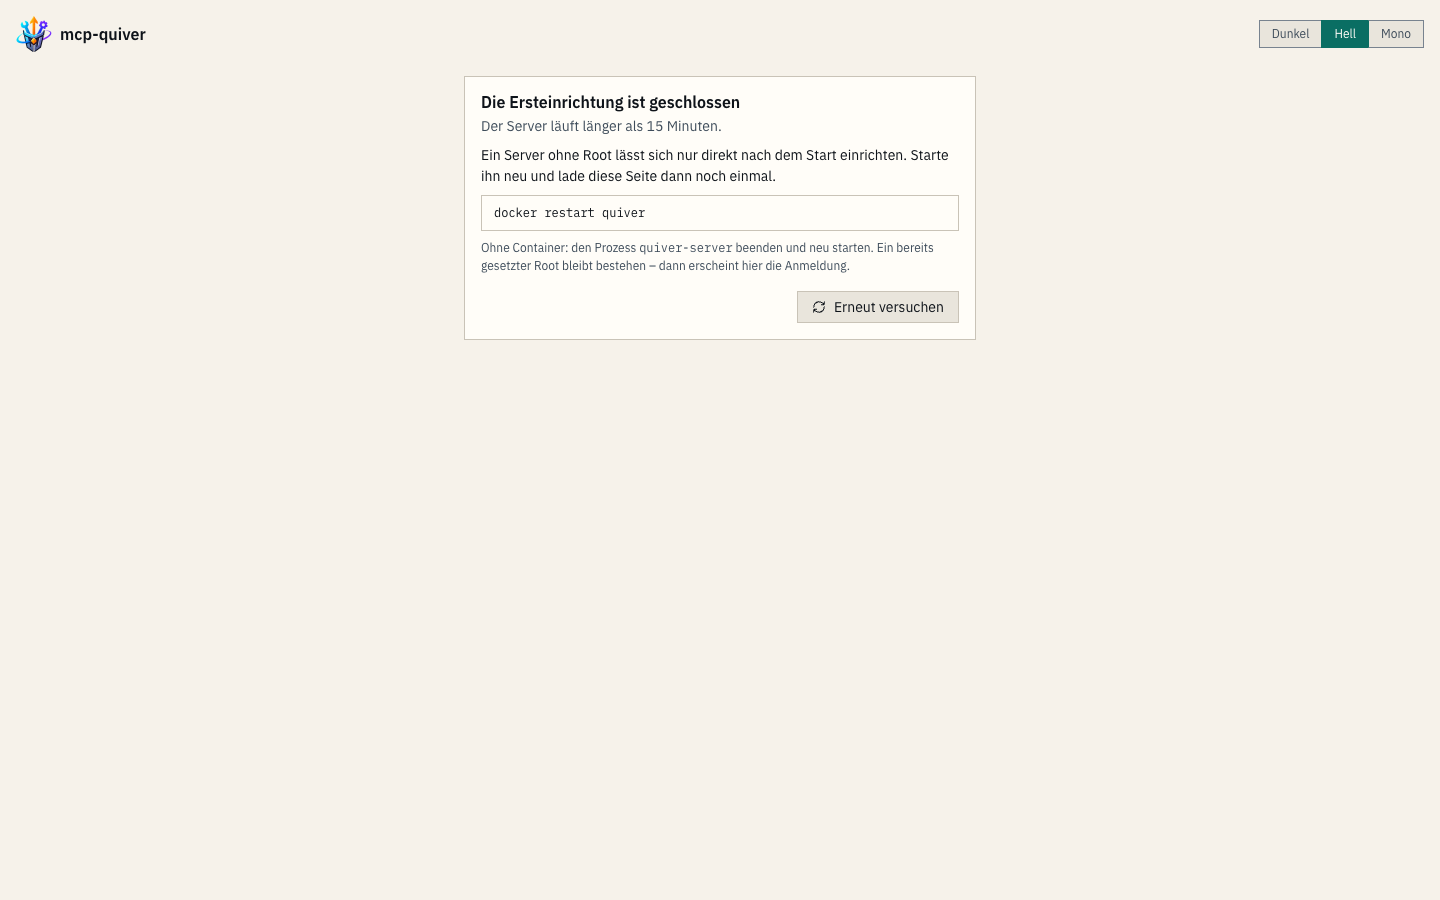 mcp-quiver
Dunkel
Hell
Mono
Die Ersteinrichtung ist geschlossen
Der Server läuft länger als 15 Minuten.
Ein Server ohne Root lässt sich nur direkt nach dem Start einrichten. Starte
ihn neu und lade diese Seite dann noch einmal.
docker restart quiver
Ohne Container: den Prozess quiver-server beenden und neu starten. Ein bereits
gesetzter Root bleibt bestehen – dann erscheint hier die Anmeldung.
Erneut versuchen